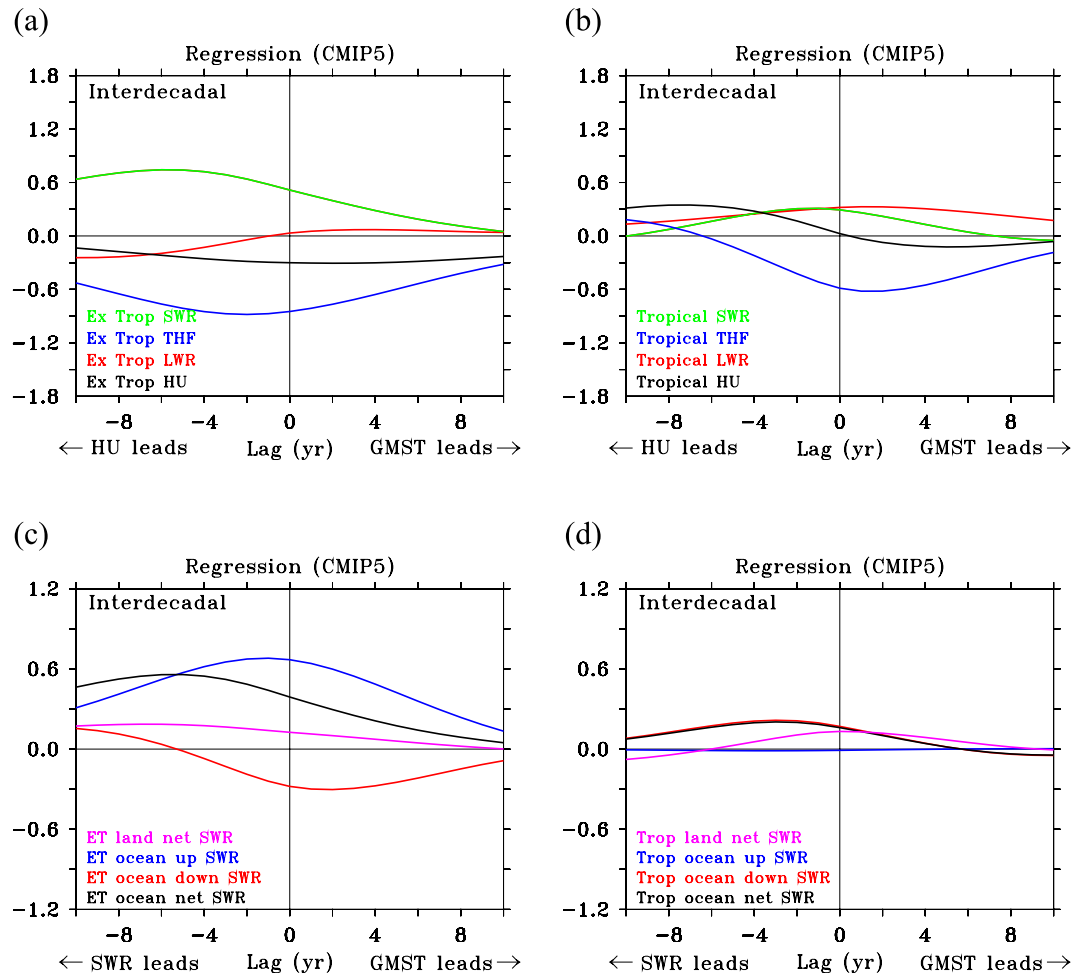 (a)
Regression (CMIP5)
Interdecadal
1.8
1.2
0.6
0.0
-0.6
-1.2
-1.8
Ex Trop SWR
Ex Trop THF
Ex Trop LWR
Ex Trop HU
-8 -4 0 4 8
← HU leads Lag (yr) GMST leads →
(b)
Regression (CMIP5)
Interdecadal
1.8
1.2
0.6
0.0
-0.6
-1.2
-1.8
Tropical SWR
Tropical THF
Tropical LWR
Tropical HU
-8 -4 0 4 8
← HU leads Lag (yr) GMST leads →
(c)
Regression (CMIP5)
Interdecadal
1.2
0.6
0.0
-0.6
-1.2
ET land net SWR
ET ocean up SWR
ET ocean down SWR
ET ocean net SWR
-8 -4 0 4 8
← SWR leads Lag (yr) GMST leads →
(d)
Regression (CMIP5)
Interdecadal
1.2
0.6
0.0
-0.6
-1.2
Trop land net SWR
Trop ocean up SWR
Trop ocean down SWR
Trop ocean net SWR
-8 -4 0 4 8
← SWR leads Lag (yr) GMST leads →